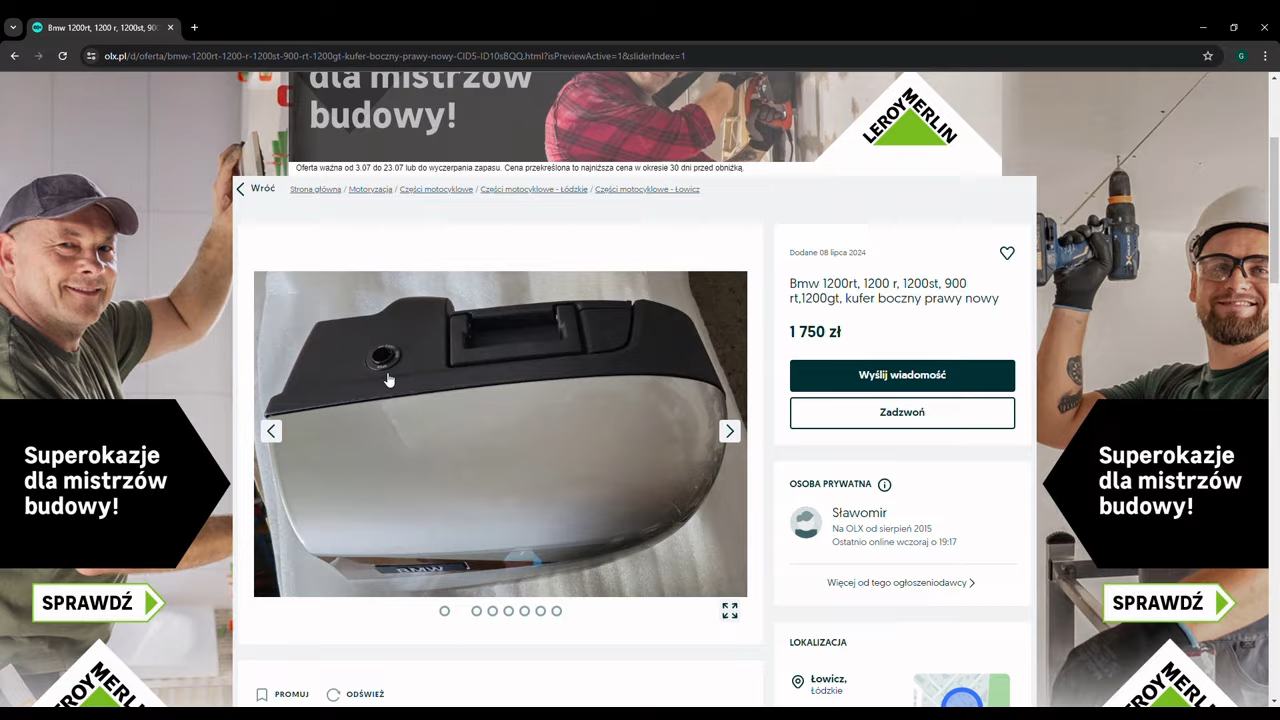 Bmw 1200rt, 1200 r, 1200st, 900
olx.pl/d/oferta/bmw-1200rt-1200-r-1200st-900-rt-1200gt-kufer-boczny-prawy-nowy-CID5-ID10s8QQ.html?isPreviewActive=1&sliderIndex=1
G
dla mistrzów
budowy!
LEROY MERLIN
Oferta ważna od 3.07 do 23.07 lub do wyczerpania zapasu. Cena przekreślona to najniższa cena w okresie 30 dni przed obniżką.
Wróć
Strona główna / Motoryzacja / Części motocyklowe / Części motocyklowe - Łódzkie / Części motocyklowe - Łowicz
Dodane 08 lipca 2024
Bmw 1200rt, 1200 r, 1200st, 900
rt,1200gt, kufer boczny prawy nowy
1 750 zł
Wyślij wiadomość
Zadzwoń
BMW
OSOBA PRYWATNA
Sławomir
Na OLX od sierpień 2015
Ostatnio online wczoraj o 19:17
Więcej od tego ogłoszeniodawcy
LOKALIZACJA
Łowicz,
Łódzkie
PROMUJ
ODŚWIEŻ
Superokazje
dla mistrzów
budowy!
SPRAWDŹ
LEROY MERLIN
Superokazje
dla mistrzów
budowy!
SPRAWDŹ
LEROY MERLIN